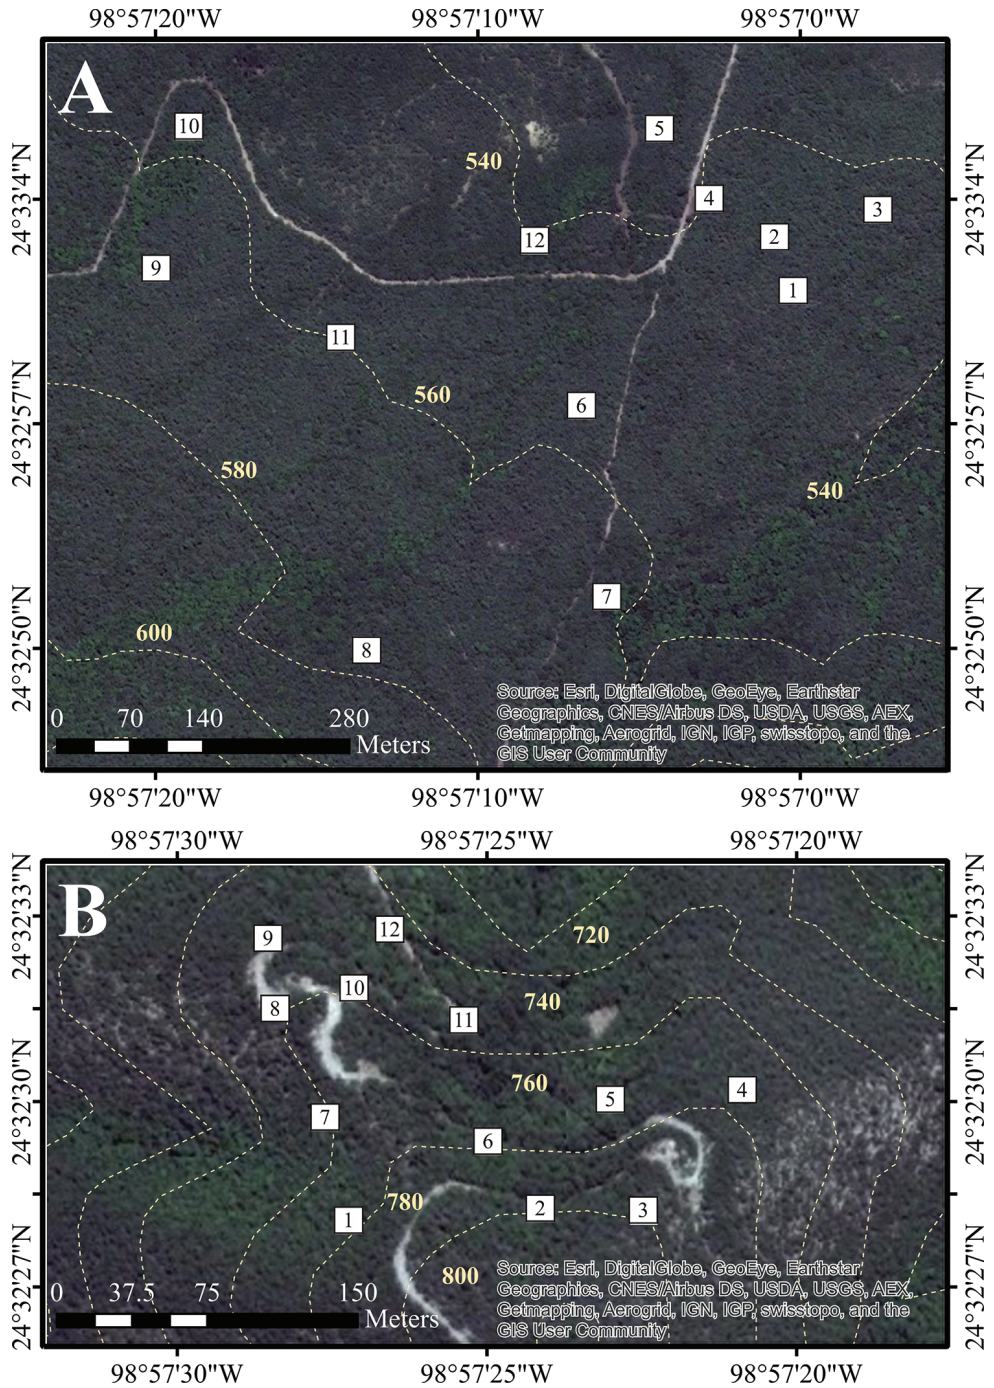 98°57'20"W 98°57'10"W 98°57'0"W
A
10
5
540
24°33'4"N
24°33'4"N
4
3
2
12
9
1
11
560
6
24°32'57"N
24°32'57"N
580
540
7
600
8
24°32'50"N
24°32'50"N
Source: Esri, DigitalGlobe, GeoEye, Earthstar
Geographics, CNES/Airbus DS, USDA, USGS, AEX,
Getmapping, Aerogrid, IGN, IGP, swisstopo, and the
GIS User Community
0 70 140 280
Meters
98°57'20"W 98°57'10"W 98°57'0"W
98°57'30"W 98°57'25"W 98°57'20"W
B
24°32'33"N
24°32'33"N
12
720
9
10
740
8
11
760
24°32'30"N
24°32'30"N
4
5
7
6
780
2
3
1
800
24°32'27"N
24°32'27"N
Source: Esri, DigitalGlobe, GeoEye, Earthstar
Geographics, CNES/Airbus DS, USDA, USGS, AEX,
Getmapping, Aerogrid, IGN, IGP, swisstopo, and the
GIS User Community
0 37.5 75 150
Meters
98°57'30"W 98°57'25"W 98°57'20"W